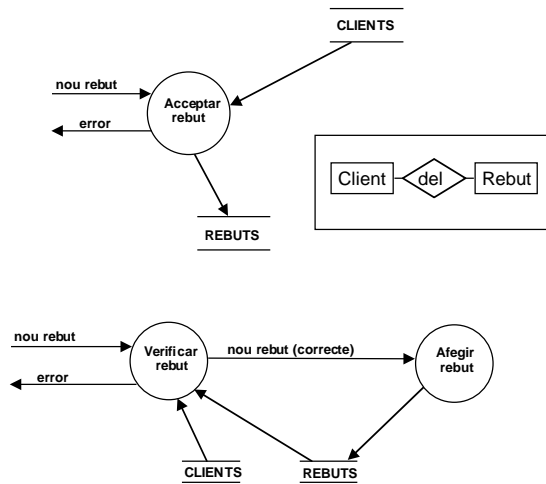 CLIENTS
nou rebut
Acceptar
rebut
error
REBUTS
Client
del
Rebut
nou rebut
Verificar
rebut
nou rebut (correcte)
Afegir
rebut
error
CLIENTS
REBUTS